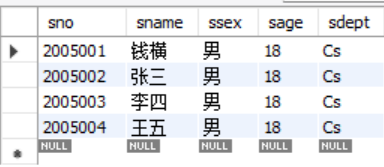 sno sname ssex sage sdept
2005001 钱横 男 18 Cs
2005002 张三 男 18 Cs
2005003 李四 男 18 Cs
2005004 王五 男 18 Cs
NULL NULL NULL NULL NULL